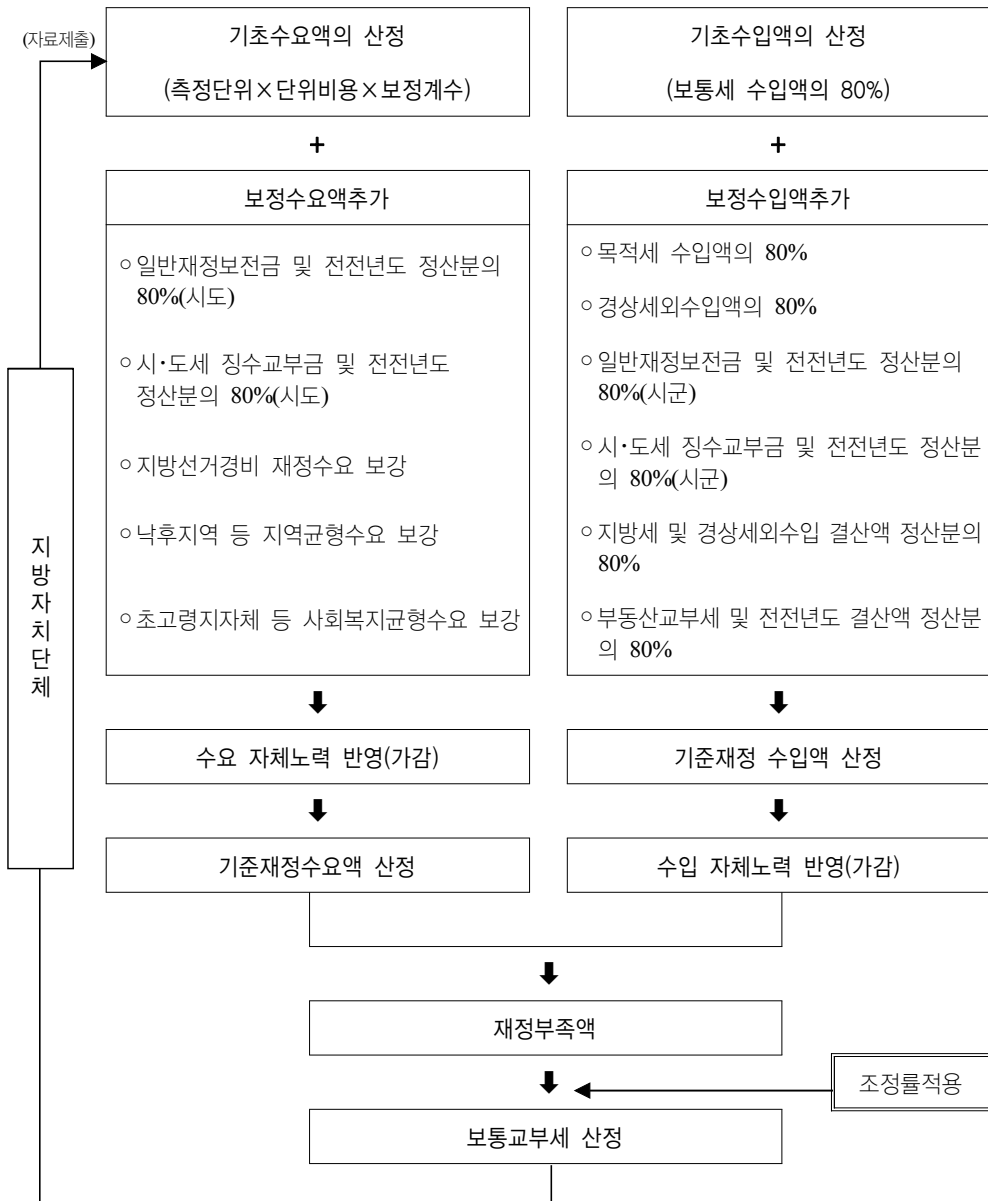 (자료제출)
기초수요액의 산정
(측정단위×단위비용×보정계수)
+
보정수요액추가
○ 일반재정보전금 및 전전년도 정산분의
80%(시도)
○ 시·도세 징수교부금 및 전전년도
정산분의 80%(시도)
○ 지방선거경비 재정수요 보강
○ 낙후지역 등 지역균형수요 보강
○ 초고령지자체 등 사회복지균형수요 보강
수요 자체노력 반영(가감)
기준재정수요액 산정
기초수입액의 산정
(보통세 수입액의 80%)
+
보정수입액추가
○ 목적세 수입액의 80%
○ 경상세외수입액의 80%
○ 일반재정보전금 및 전전년도 정산분의
80%(시군)
○ 시·도세 징수교부금 및 전전년도 정산분
의 80%(시군)
○ 지방세 및 경상세외수입 결산액 정산분의
80%
○ 부동산교부세 및 전전년도 결산액 정산분
의 80%
기준재정 수입액 산정
수입 자체노력 반영(가감)
지방자치단체
재정부족액
조정률적용
보통교부세 산정